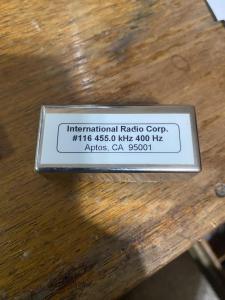 International Radio Corp.
#116 455.0 kHz 400 Hz
Aptos, CA 95001